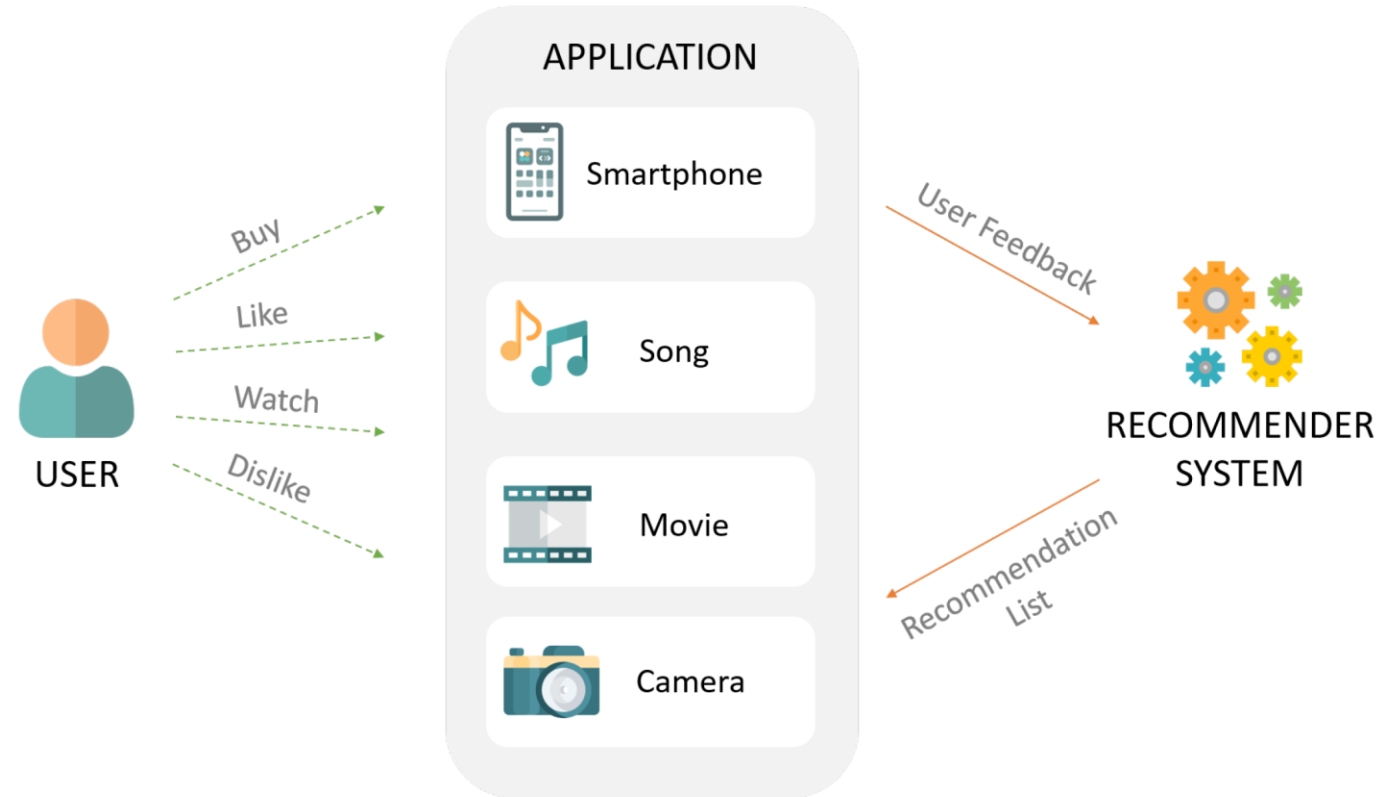 APPLICATION
Smartphone
Song
Movie
Camera
Buy
Like
Watch
Dislike
USER
User Feedback
RECOMMENDER
SYSTEM
Recommendation
List